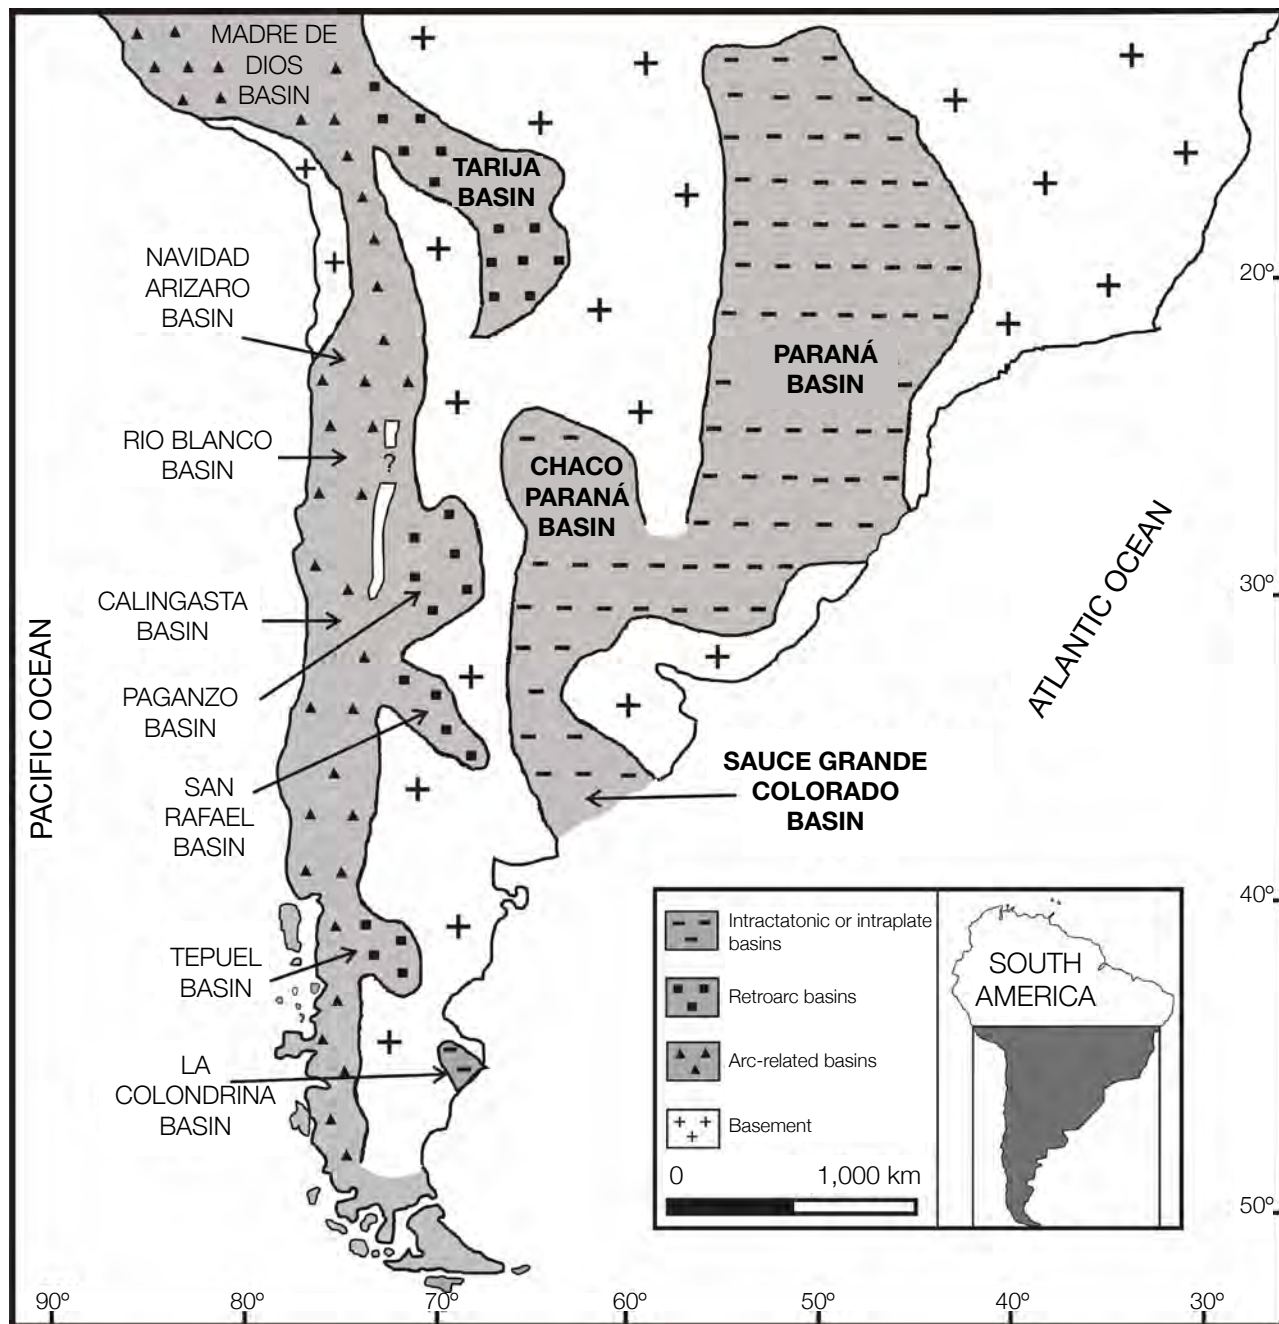 MADRE DE
DIOS
BASIN
TARIJA
BASIN
NAVIDAD
ARIZARO
BASIN
20º
PARANÁ
BASIN
RIO BLANCO
BASIN
?
CHACO
PARANÁ
BASIN
30º
CALINGASTA
BASIN
PACIFIC OCEAN
ATLANTIC OCEAN
PAGANZO
BASIN
SAN
RAFAEL
BASIN
SAUCE GRANDE
COLORADO
BASIN
40º
TEPUEL
BASIN
LA
COLONDRINA
BASIN
Intractatonic or intraplate
basins
Retroarc basins
Arc-related basins
Basement
0 1,000 km
SOUTH
AMERICA
50º
90º 80º 70º 60º 50º 40º 30º